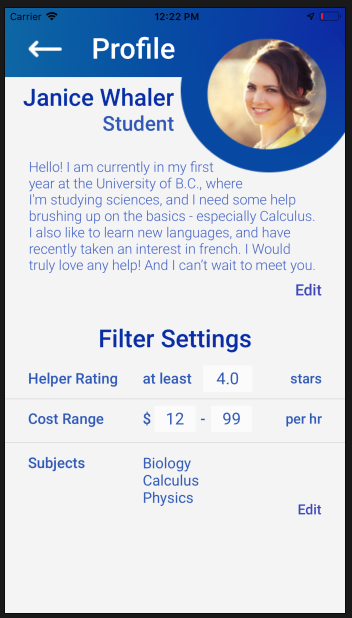 Carrier 12:22 PM
Profile
Janice Whaler
Student
Hello! I am currently in my first
year at the University of B.C., where
I'm studying sciences, and I need some help
brushing up on the basics - especially Calculus.
I also like to learn new languages, and have
recently taken an interest in french. I Would
truly love any help! And I can't wait to meet you.
Edit
Filter Settings
Helper Rating at least 4.0 stars
Cost Range $ 12 - 99 per hr
Subjects Biology
Calculus
Physics
Edit